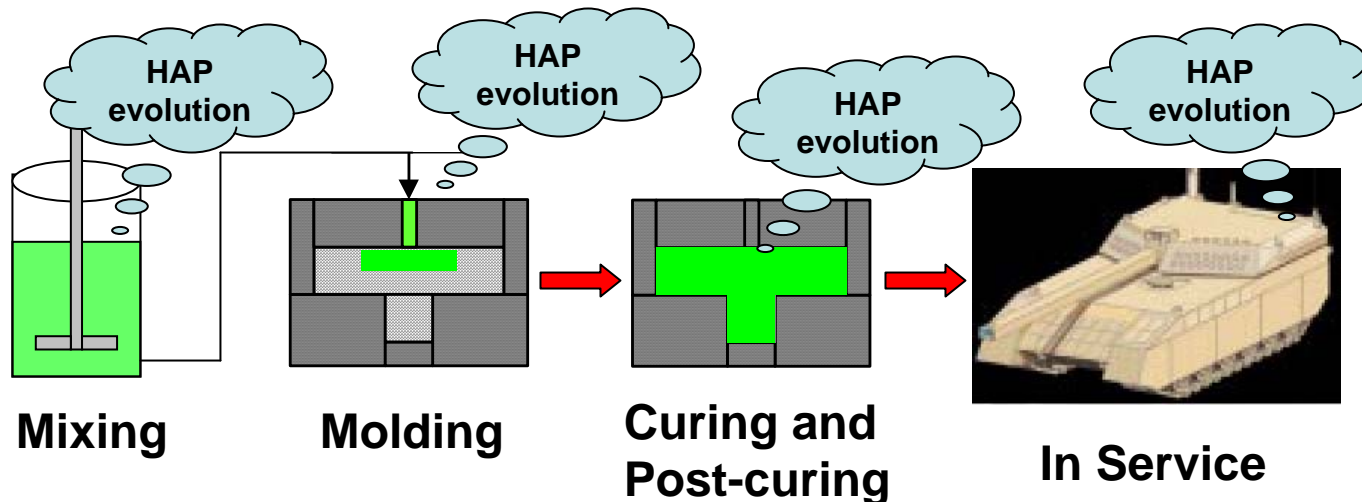 HAP
evolution
HAP
evolution
HAP
evolution
HAP
evolution
Mixing
Molding
Curing and
Post-curing
In Service